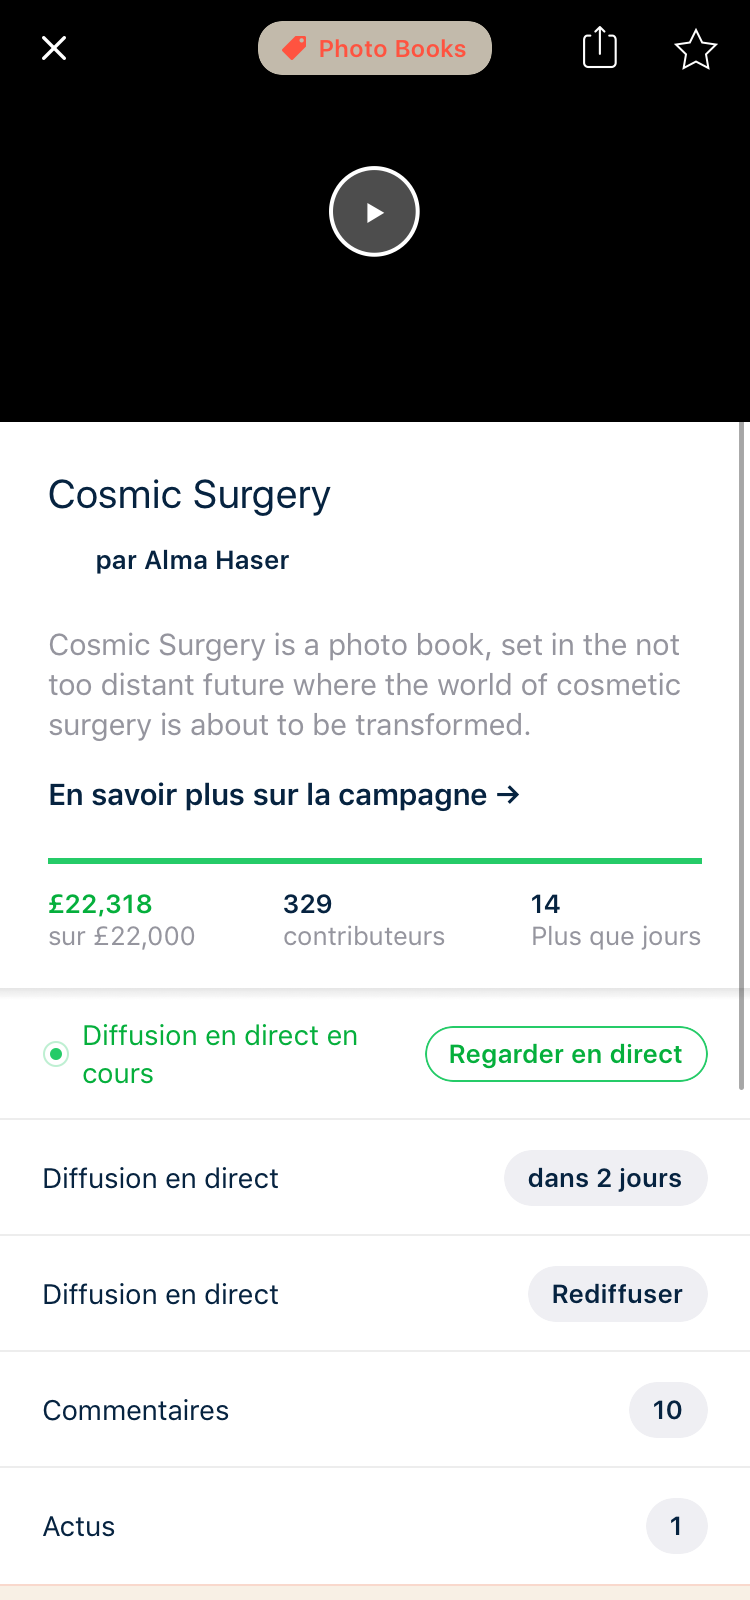 Photo Books
Cosmic Surgery
par Alma Haser
Cosmic Surgery is a photo book, set in the not
too distant future where the world of cosmetic
surgery is about to be transformed.
En savoir plus sur la campagne →
£22,318
sur £22,000
329
contributeurs
14
Plus que jours
Diffusion en direct en
cours
Regarder en direct
Diffusion en direct
dans 2 jours
Diffusion en direct
Rediffuser
Commentaires
10
Actus
1